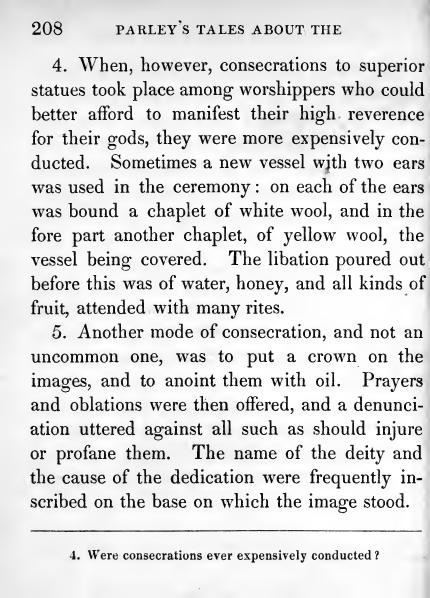 208 PARLEY'S TALES ABOUT THE
4. When, however, consecrations to superior
statues took place among worshippers who could
better afford to manifest their high reverence
for their gods, they were more expensively con-
ducted. Sometimes a new vessel with two ears
was used in the ceremony: on each of the ears
was bound a chaplet of white wool, and in the
fore part another chaplet, of yellow wool, the
vessel being covered. The libation poured out
before this was of water, honey, and all kinds of
fruit, attended with many rites.
5. Another mode of consecration, and not an
uncommon one, was to put a crown on the
images, and to anoint them with oil. Prayers
and oblations were then offered, and a denunci-
ation uttered against all such as should injure
or profane them. The name of the deity and
the cause of the dedication were frequently in-
scribed on the base on which the image stood.
4. Were consecrations ever expensively conducted?